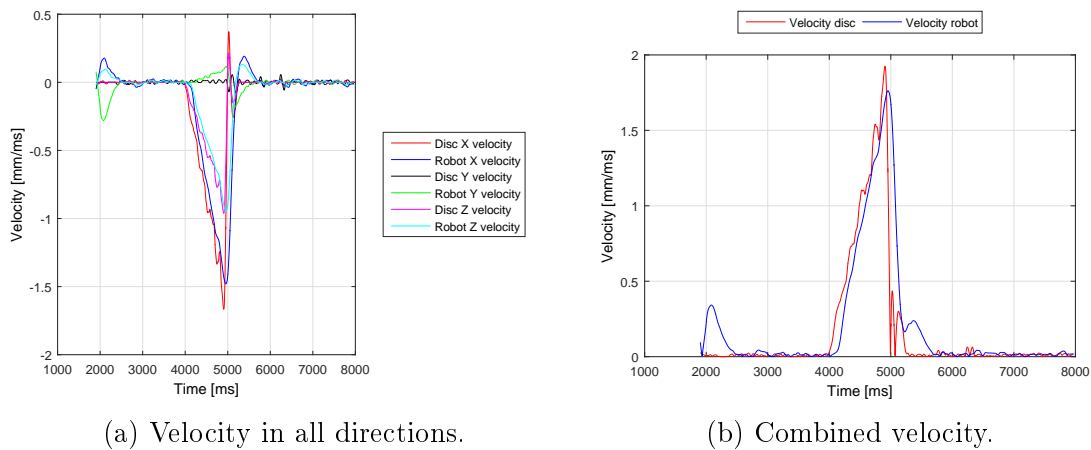 0.5
0
-0.5
-1
-1.5
-2
Velocity [mm/ms]
1000 2000 3000 4000 5000 6000 7000 8000
Time [ms]
Disc X velocity
Robot X velocity
Disc Y velocity
Robot Y velocity
Disc Z velocity
Robot Z velocity
(a) Velocity in all directions.
Velocity disc Velocity robot
2
1.5
1
0.5
0
Velocity [mm/ms]
1000 2000 3000 4000 5000 6000 7000 8000
Time [ms]
(b) Combined velocity.